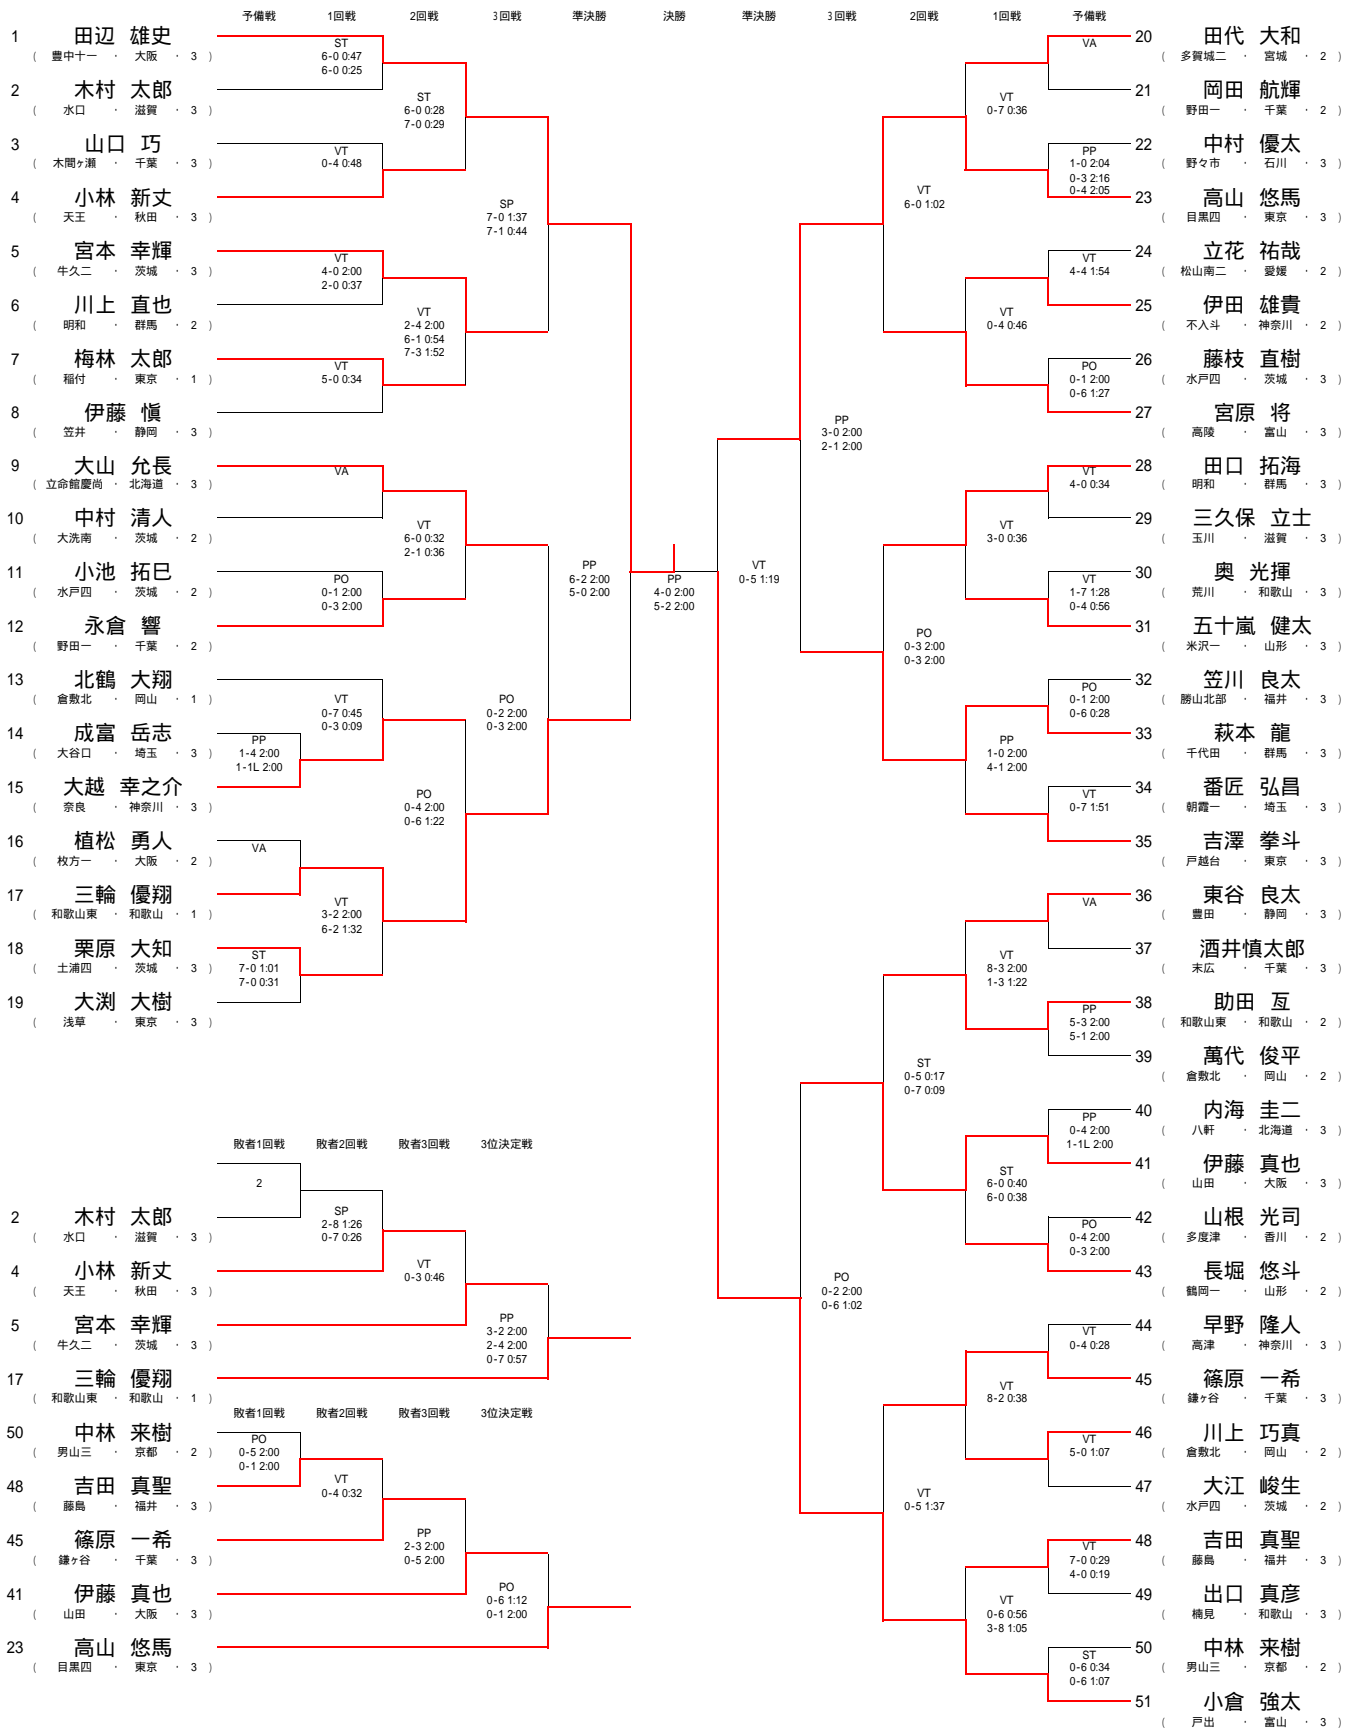 予備戦 1回戦 2回戦 3回戦 準決勝 決勝 準決勝 3回戦 2回戦 1回戦 予備戦
1 田辺 雄史
( 豊中十一 ・ 大阪 ・ 3 )
2 木村 太郎
( 水口 ・ 滋賀 ・ 3 )
3 山口 巧
( 木間ヶ瀬 ・ 千葉 ・ 3 )
4 小林 新丈
( 天王 ・ 秋田 ・ 3 )
5 宮本 幸輝
( 牛久二 ・ 茨城 ・ 3 )
6 川上 直也
( 明和 ・ 群馬 ・ 2 )
7 梅林 太郎
( 稲付 ・ 東京 ・ 1 )
8 伊藤 愼
( 笠井 ・ 静岡 ・ 3 )
9 大山 允長
( 立命館慶尚 ・ 北海道 ・ 3 )
10 中村 清人
( 大洗南 ・ 茨城 ・ 2 )
11 小池 拓巳
( 水戸四 ・ 茨城 ・ 2 )
12 永倉 響
( 野田一 ・ 千葉 ・ 2 )
13 北鶴 大翔
( 倉敷北 ・ 岡山 ・ 1 )
14 成富 岳志
( 大谷口 ・ 埼玉 ・ 3 )
15 大越 幸之介
( 奈良 ・ 神奈川 ・ 3 )
16 植松 勇人
( 枚方一 ・ 大阪 ・ 2 )
17 三輪 優翔
( 和歌山東 ・ 和歌山 ・ 1 )
18 栗原 大知
( 土浦四 ・ 茨城 ・ 3 )
19 大渕 大樹
( 浅草 ・ 東京 ・ 3 )
PP
1-4 2:00
1-1L 2:00
VA
ST
7-0 1:01
7-0 0:31
ST
6-0 0:47
6-0 0:25
VT
0-4 0:48
VT
4-0 2:00
2-0 0:37
VT
5-0 0:34
VA
PO
0-1 2:00
0-3 2:00
VT
0-7 0:45
0-3 0:09
VT
3-2 2:00
6-2 1:32
ST
6-0 0:28
7-0 0:29
VT
2-4 2:00
6-1 0:54
7-3 1:52
VT
6-0 0:32
2-1 0:36
PO
0-4 2:00
0-6 1:22
SP
7-0 1:37
7-1 0:44
PO
0-2 2:00
0-3 2:00
PP
6-2 2:00
5-0 2:00
PP
4-0 2:00
5-2 2:00
VT
0-5 1:19
PP
3-0 2:00
2-1 2:00
PO
0-2 2:00
0-6 1:02
VT
6-0 1:02
PO
0-3 2:00
0-3 2:00
ST
0-5 0:17
0-7 0:09
VT
0-5 1:37
VT
0-7 0:36
VT
0-4 0:46
VT
3-0 0:36
PP
1-0 2:00
4-1 2:00
VT
8-3 2:00
1-3 1:22
ST
6-0 0:40
6-0 0:38
VT
8-2 0:38
VT
0-6 0:56
3-8 1:05
VA
PP
1-0 2:04
0-3 2:16
0-4 2:05
VT
4-4 1:54
PO
0-1 2:00
0-6 1:27
VT
4-0 0:34
VT
1-7 1:28
0-4 0:56
PO
0-1 2:00
0-6 0:28
VT
0-7 1:51
VA
PP
5-3 2:00
5-1 2:00
PP
0-4 2:00
1-1L 2:00
PO
0-4 2:00
0-3 2:00
VT
0-4 0:28
VT
5-0 1:07
VT
7-0 0:29
4-0 0:19
ST
0-6 0:34
0-6 1:07
20 田代 大和
( 多賀城二 ・ 宮城 ・ 2 )
21 岡田 航輝
( 野田一 ・ 千葉 ・ 2 )
22 中村 優太
( 野々市 ・ 石川 ・ 3 )
23 高山 悠馬
( 目黒四 ・ 東京 ・ 3 )
24 立花 祐哉
( 松山南二 ・ 愛媛 ・ 2 )
25 伊田 雄貴
( 不入斗 ・ 神奈川 ・ 2 )
26 藤枝 直樹
( 水戸四 ・ 茨城 ・ 3 )
27 宮原 将
( 高陵 ・ 富山 ・ 3 )
28 田口 拓海
( 明和 ・ 群馬 ・ 3 )
29 三久保 立士
( 玉川 ・ 滋賀 ・ 3 )
30 奥 光揮
( 荒川 ・ 和歌山 ・ 3 )
31 五十嵐 健太
( 米沢一 ・ 山形 ・ 3 )
32 笠川 良太
( 勝山北部 ・ 福井 ・ 3 )
33 萩本 龍
( 千代田 ・ 群馬 ・ 3 )
34 番匠 弘昌
( 朝霞一 ・ 埼玉 ・ 3 )
35 吉澤 拳斗
( 戸越台 ・ 東京 ・ 3 )
36 東谷 良太
( 豊田 ・ 静岡 ・ 3 )
37 酒井慎太郎
( 末広 ・ 千葉 ・ 3 )
38 助田 亙
( 和歌山東 ・ 和歌山 ・ 2 )
39 萬代 俊平
( 倉敷北 ・ 岡山 ・ 2 )
40 内海 圭二
( 八軒 ・ 北海道 ・ 3 )
41 伊藤 真也
( 山田 ・ 大阪 ・ 3 )
42 山根 光司
( 多度津 ・ 香川 ・ 2 )
43 長堀 悠斗
( 鶴岡一 ・ 山形 ・ 2 )
44 早野 隆人
( 高津 ・ 神奈川 ・ 3 )
45 篠原 一希
( 鎌ヶ谷 ・ 千葉 ・ 3 )
46 川上 巧真
( 倉敷北 ・ 岡山 ・ 2 )
47 大江 峻生
( 水戸四 ・ 茨城 ・ 2 )
48 吉田 真聖
( 藤島 ・ 福井 ・ 3 )
49 出口 真彦
( 楠見 ・ 和歌山 ・ 3 )
50 中林 来樹
( 男山三 ・ 京都 ・ 2 )
51 小倉 強太
( 戸出 ・ 富山 ・ 3 )
敗者1回戦 敗者2回戦 敗者3回戦 3位決定戦
2
2 木村 太郎
( 水口 ・ 滋賀 ・ 3 )
4 小林 新丈
( 天王 ・ 秋田 ・ 3 )
5 宮本 幸輝
( 牛久二 ・ 茨城 ・ 3 )
17 三輪 優翔
( 和歌山東 ・ 和歌山 ・ 1 )
SP
2-8 1:26
0-7 0:26
VT
0-3 0:46
PP
3-2 2:00
2-4 2:00
0-7 0:57
敗者1回戦 敗者2回戦 敗者3回戦 3位決定戦
50 中林 来樹
( 男山三 ・ 京都 ・ 2 )
48 吉田 真聖
( 藤島 ・ 福井 ・ 3 )
45 篠原 一希
( 鎌ヶ谷 ・ 千葉 ・ 3 )
41 伊藤 真也
( 山田 ・ 大阪 ・ 3 )
23 高山 悠馬
( 目黒四 ・ 東京 ・ 3 )
PO
0-5 2:00
0-1 2:00
VT
0-4 0:32
PP
2-3 2:00
0-5 2:00
PO
0-6 1:12
0-1 2:00